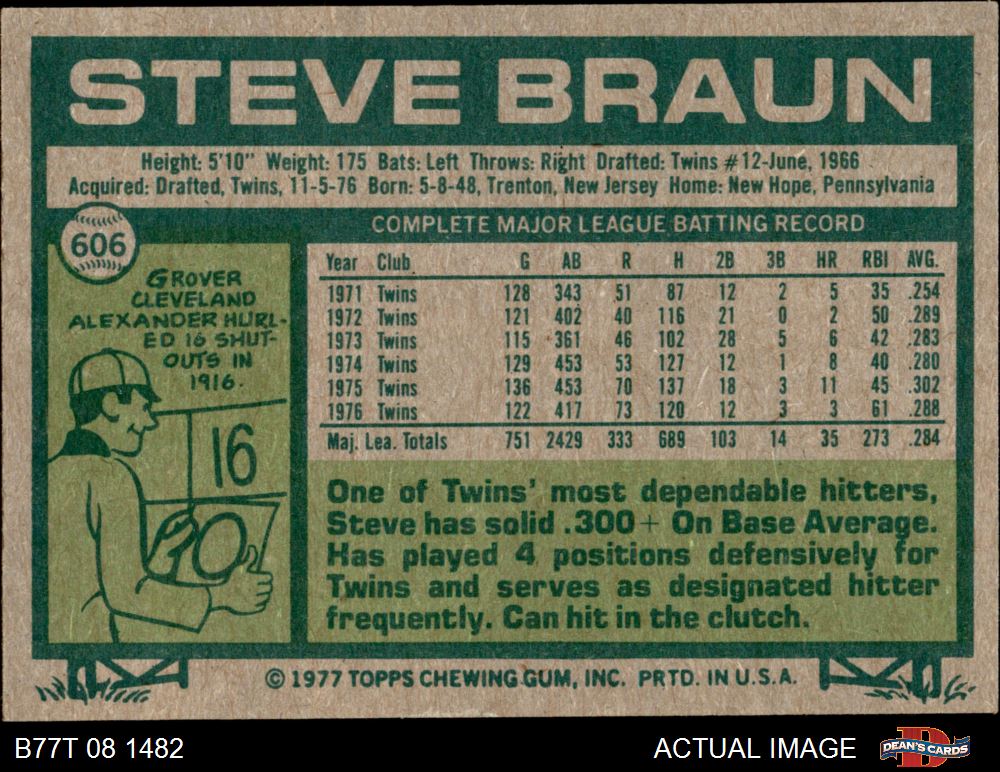 STEVE BRAUN
Height: 5'10" Weight: 175 Bats: Left Throws: Right Drafted: Twins #12-June, 1966
Acquired: Drafted, Twins, 11-5-76 Born: 5-8-48, Trenton, New Jersey Home: New Hope, Pennsylvania
606
GROVER
CLEVELAND
ALEXANDER HURL-
ED 16 SHUT-
OUTS IN
1916.
16
COMPLETE MAJOR LEAGUE BATTING RECORD
Year Club G AB R H 2B 3B HR RBI AVG.
1971 Twins 128 343 51 87 12 2 5 35 .254
1972 Twins 121 402 40 116 21 0 2 50 .289
1973 Twins 115 361 46 102 28 5 6 42 .283
1974 Twins 129 453 53 127 12 1 8 40 .280
1975 Twins 136 453 70 137 18 3 11 45 .302
1976 Twins 122 417 73 120 12 3 3 61 .288
Maj. Lea. Totals 751 2429 333 689 103 14 35 273 .284
One of Twins' most dependable hitters,
Steve has solid .300+ On Base Average.
Has played 4 positions defensively for
Twins and serves as designated hitter
frequently. Can hit in the clutch.
© 1977 TOPPS CHEWING GUM, INC. PRTD. IN U.S.A.
B77T 08 1482 ACTUAL IMAGE DEAN'S CARDS